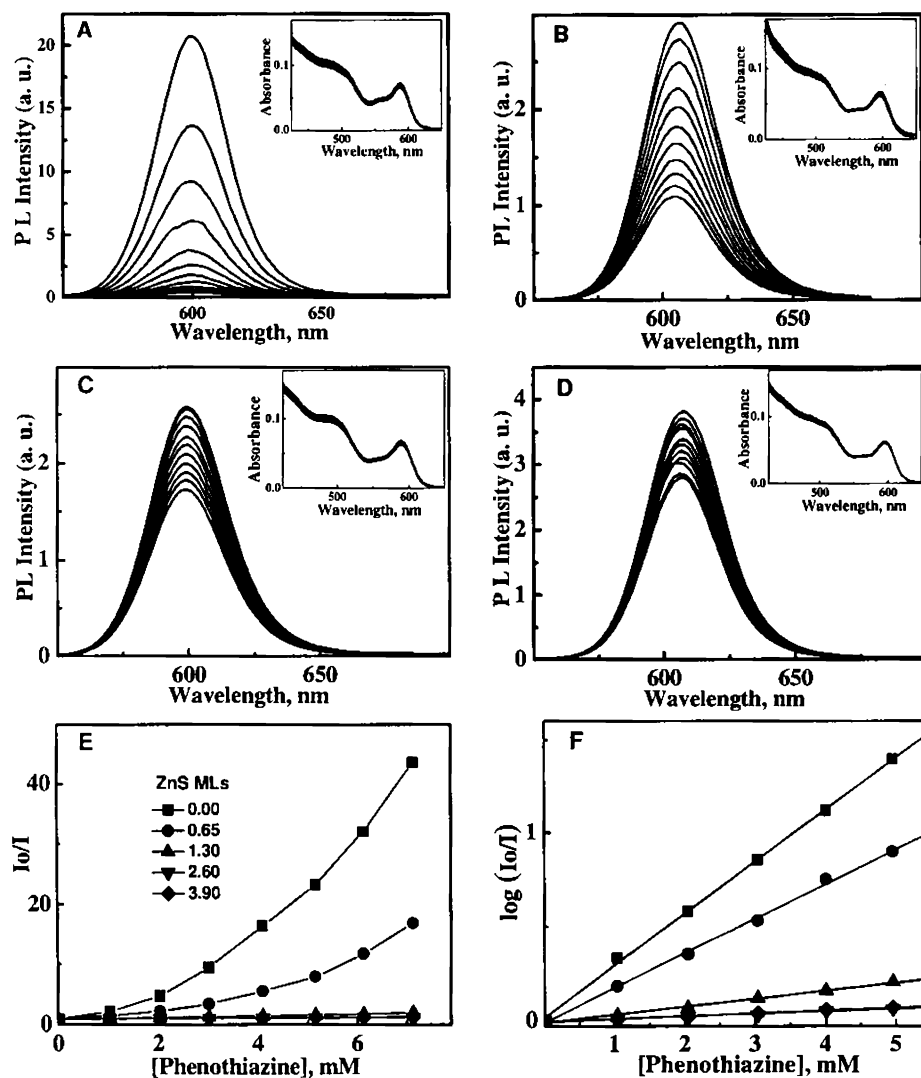 A
20
15
10
5
0
600
650
Wavelength, nm
P L Intensity (a. u.)
Absorbance
0.1
0.0
500
600
Wavelength, nm
B
2
1
0
600
650
Wavelength, nm
PL Intensity (a. u.)
Absorbance
0.1
0.0
500
600
Wavelength, nm
C
2
1
0
600
650
Wavelength, nm
PL Intensity (a. u.)
Absorbance
0.1
0.0
500
600
Wavelength, nm
D
4
3
2
1
0
600
650
Wavelength, nm
P L Intensity (a. u.)
Absorbance
0.1
0.0
500
600
Wavelength, nm
E
ZnS MLs
0.00
0.65
1.30
2.60
3.90
40
20
0
Io/I
0 2 4 6
[Phenothiazine], mM
F
1
0
log (Io/I)
1 2 3 4 5
[Phenothiazine], mM